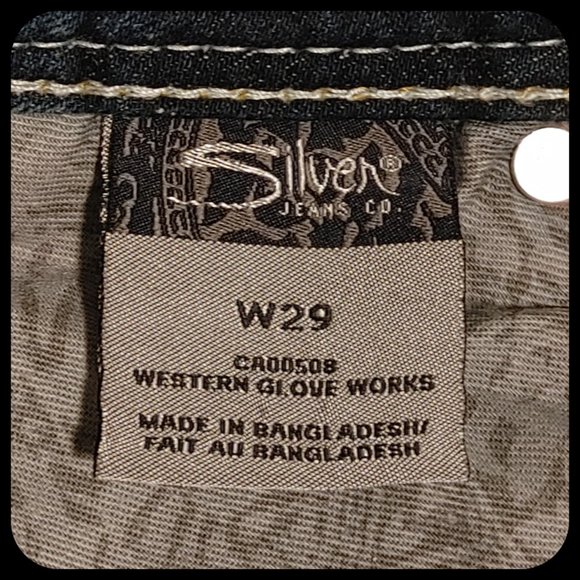 Silver®
JEANS CO.
W29
CA00508
WESTERN GLOVE WORKS
MADE IN BANGLADESH/
FAIT AU BANGLADESH